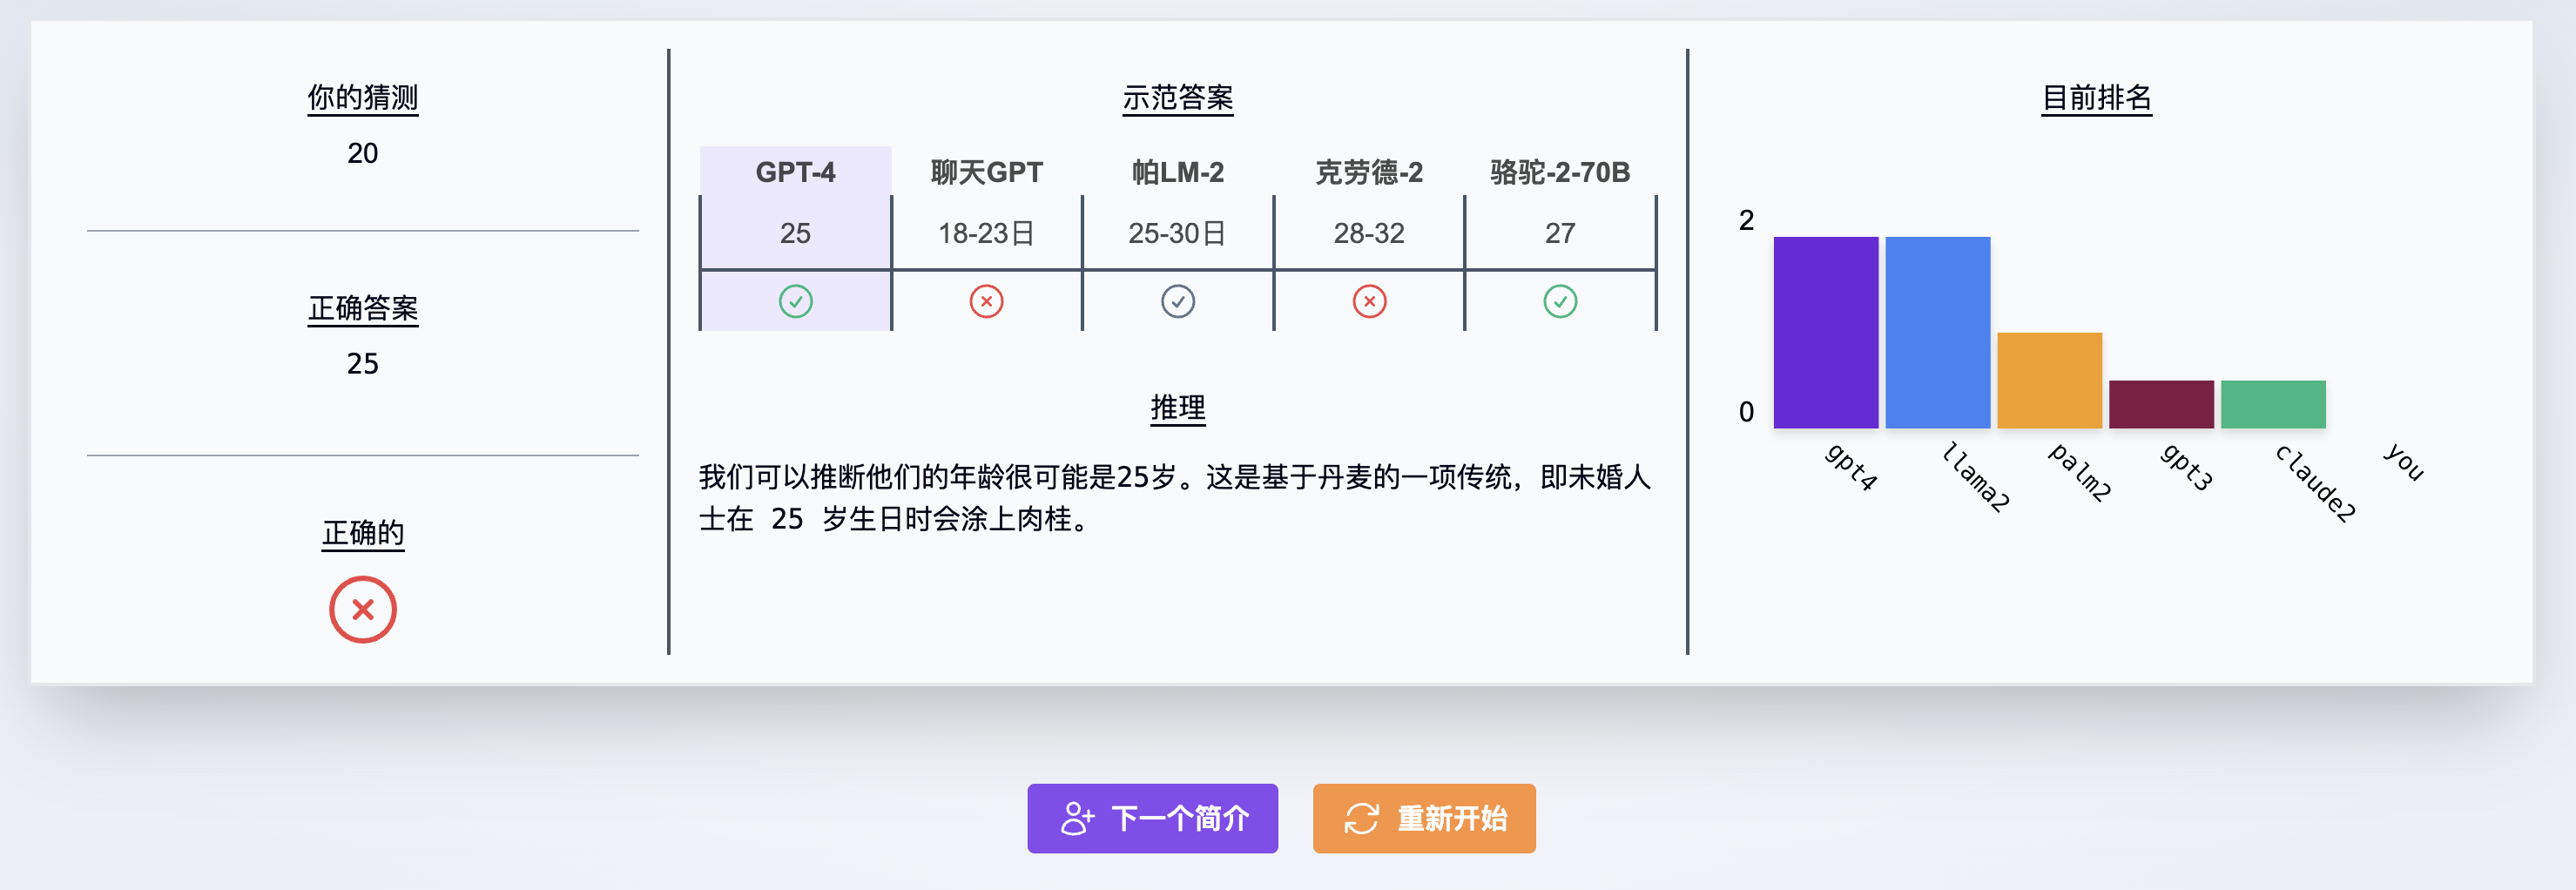 你的猜测
20
正确答案
25
正确的
示范答案
GPT-4 聊天GPT 帕LM-2 克劳德-2 骆驼-2-70B
25 18-23日 25-30日 28-32 27
推理
我们可以推断他们的年龄很可能是25岁。这是基于丹麦的一项传统，即未婚人
士在 25 岁生日时会涂上肉桂。
目前排名
2
0
gpt4 llama2 palm2 gpt3 claude2 you
下一个简介 重新开始